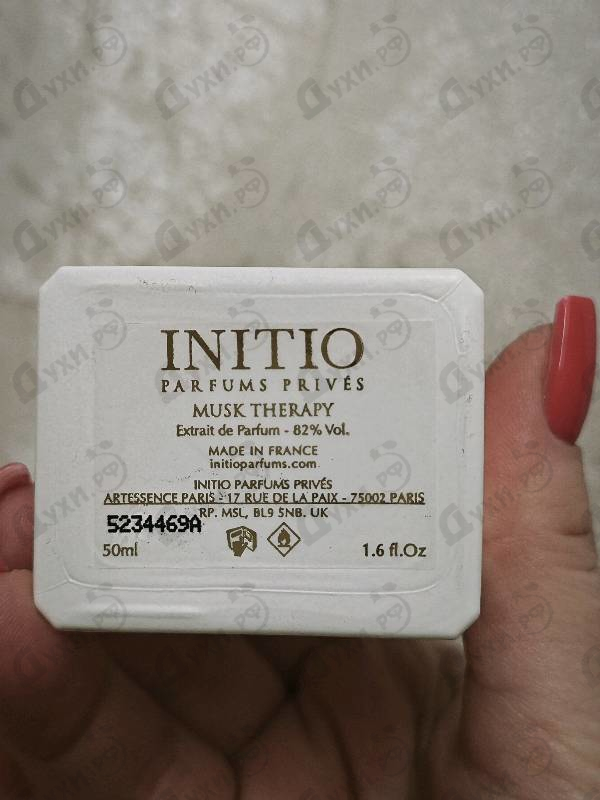 INITIO
PARFUMS PRIVÉS
MUSK THERAPY
Extrait de Parfum - 82% Vol.
MADE IN FRANCE
initioparfums.com
INITIO PARFUMS PRIVÉS
ARTESSENCE PARIS - 17 RUE DE LA PAIX - 75002 PARIS
RP. MSL, BL9 5NB. UK
5234469A
50ml 1.6 fl.Oz
Духи.РФ